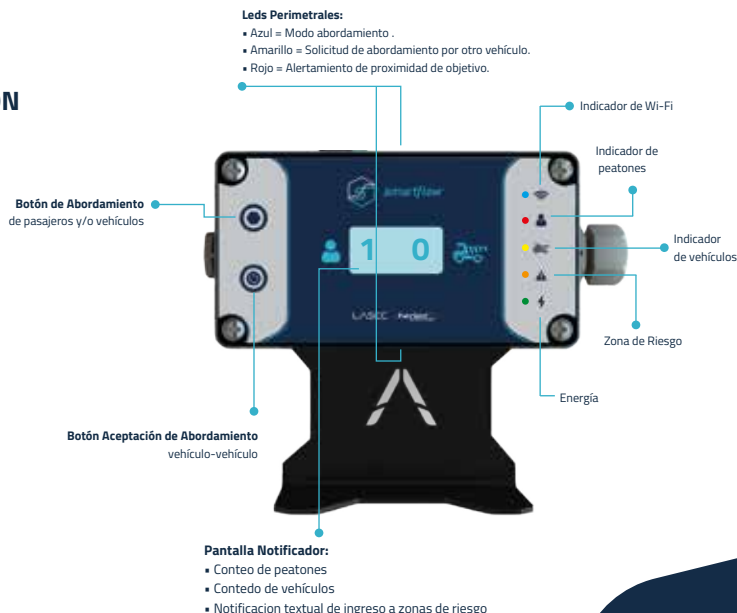 Leds Perimetrales:
▪ Azul = Modo abordamiento .
▪ Amarillo = Solicitud de abordamiento por otro vehículo.
▪ Rojo = Alertamiento de proximidad de objetivo.
ÓN
Indicador de Wi-Fi
Indicador de
peatones
Botón de Abordamiento
de pasajeros y/o vehículos
smartflow
1 0
Indicador
de vehículos
LASEC
Zona de Riesgo
Energía
Botón Aceptación de Abordamiento
vehículo-vehículo
Pantalla Notificador:
▪ Conteo de peatones
▪ Contedo de vehículos
▪ Notificacion textual de ingreso a zonas de riesgo